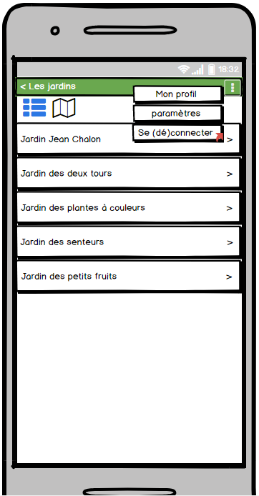 18:32
< Les jardins
Mon profil
paramètres
Se (dé)connecter
Jardin Jean Chalon >
Jardin des deux tours >
Jardin des plantes à couleurs >
Jardin des senteurs >
Jardin des petits fruits >